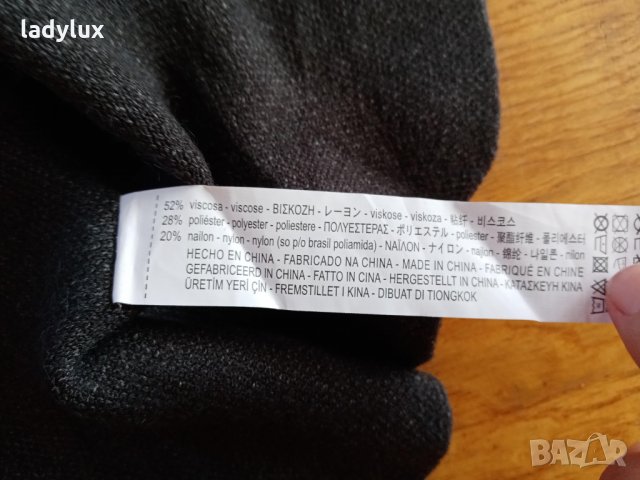 ladylux
52% viscosa - viscose - ΒΙΣΚΟΖΗ - レーヨン - viskose - viskoza - 粘纤 - 비스코스
28% poliéster - polyester - poliestere - ΠΟΛΥΕΣΤΕΡΑΣ - ポリエステル - poliester - 聚酯纤维 - 폴리에스터
20% nailon - nylon - nylon (so p/o brasil poliamida) - ΝΑΪΛΟΝ - ナイロン - najlon - 锦纶 - 나일론 - nilon
HECHO EN CHINA - FABRICADO NA CHINA - MADE IN CHINA - FABRIQUÉ EN CHINE
GEFABRICEERD IN CHINA - FATTO IN CINA - HERGESTELLT IN CHINA - ΚΑΤΑΣΚΕΥΗ ΚΙΝΑ
ÜRETİM YERİ ÇİN - FREMSTILLET I KINA - DIBUAT DI TIONGKOK
BAZAR